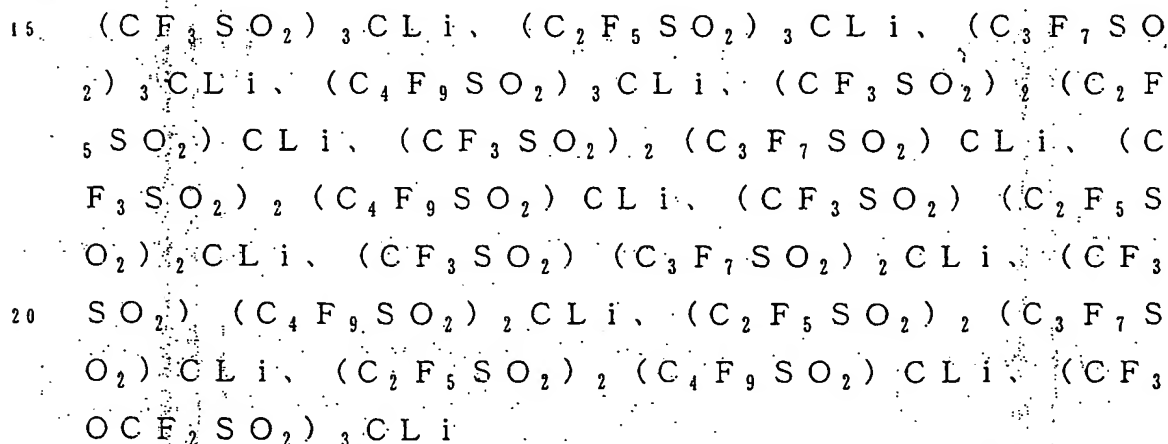 15 (CF₃SO₂)₃CLi、(C₂F₅SO₂)₃CLi、(C₃F₇SO
₂)₃CLi、(C₄F₉SO₂)₃CLi、(CF₃SO₂)₂(C₂F
₅SO₂)CLi、(CF₃SO₂)₂(C₃F₇SO₂)CLi、(C
F₃SO₂)₂(C₄F₉SO₂)CLi、(CF₃SO₂)(C₂F₅S
O₂)₂CLi、(CF₃SO₂)(C₃F₇SO₂)₂CLi、(CF₃
20 SO₂)(C₄F₉SO₂)₂CLi、(C₂F₅SO₂)₂(C₃F₇S
O₂)CLi、(C₂F₅SO₂)₂(C₄F₉SO₂)CLi、(CF₃
OCF₂SO₂)₃CLi